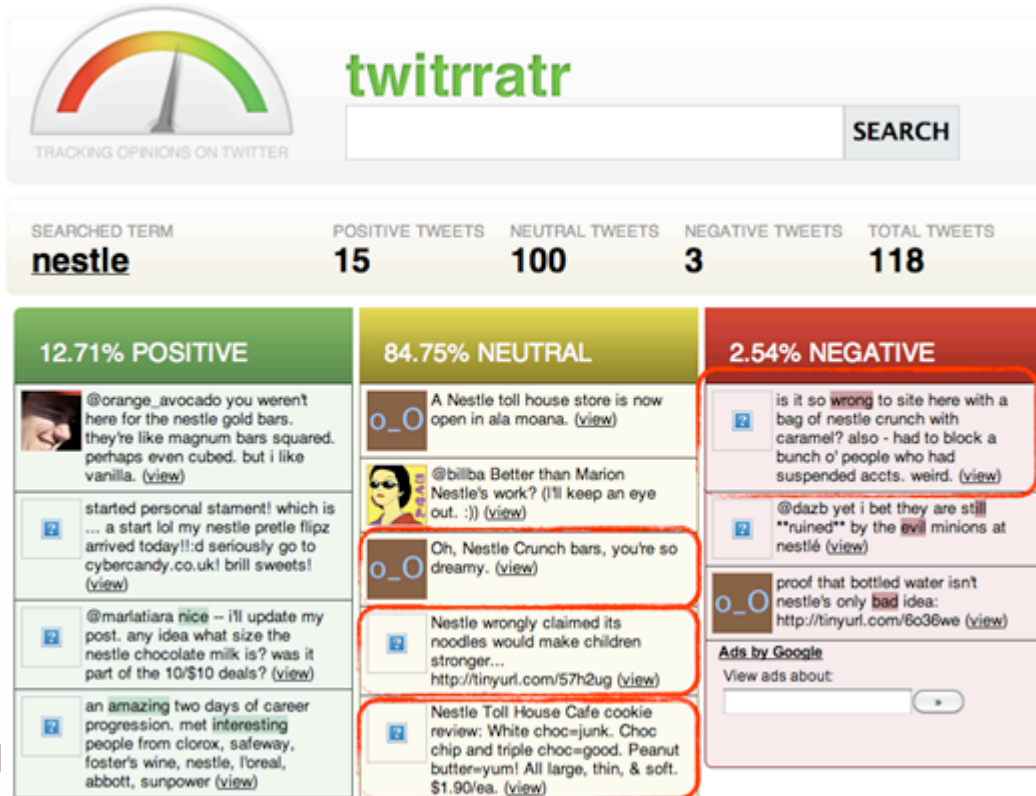 twitrratr
SEARCH
TRACKING OPINIONS ON TWITTER
SEARCHED TERM
nestle
POSITIVE TWEETS
15
NEUTRAL TWEETS
100
NEGATIVE TWEETS
3
TOTAL TWEETS
118
12.71% POSITIVE
@orange_avocado you weren't
here for the nestle gold bars.
they're like magnum bars squared.
perhaps even cubed. but i like
vanilla. (view)
started personal stament! which is
... a start lol my nestle pretle flipz
arrived today!!:d seriously go to
cybercandy.co.uk! brill sweets!
(view)
@marlatiara nice -- i'll update my
post. any idea what size the
nestle chocolate milk is? was it
part of the 10/$10 deals? (view)
an amazing two days of career
progression. met interesting
people from clorox, safeway,
foster's wine, nestle, l'oreal,
abbott, sunpower (view)
84.75% NEUTRAL
o_O
A Nestle toll house store is now
open in ala moana. (view)
@billba Better than Marion
Nestle's work? (I'll keep an eye
out. :)) (view)
o_O
Oh, Nestle Crunch bars, you're so
dreamy. (view)
Nestle wrongly claimed its
noodles would make children
stronger...
http://tinyurl.com/57h2ug (view)
Nestle Toll House Cafe cookie
review: White choc=junk. Choc
chip and triple choc=good. Peanut
butter=yum! All large, thin, & soft.
$1.90/ea. (view)
2.54% NEGATIVE
is it so wrong to site here with a
bag of nestle crunch with
caramel? also - had to block a
bunch o' people who had
suspended accts. weird. (view)
@dazb yet i bet they are still
**ruined** by the evil minions at
nestlé (view)
o_O
proof that bottled water isn't
nestle's only bad idea:
http://tinyurl.com/6o36we (view)
Ads by Google
View ads about:
»